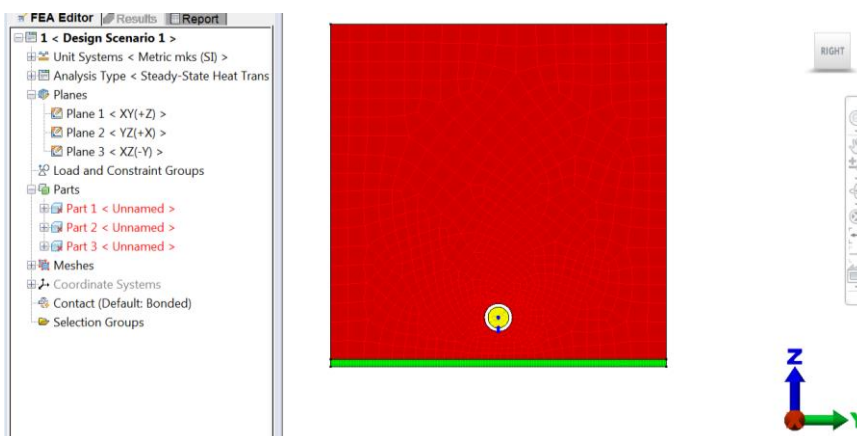 FEA Editor Results Report
1 < Design Scenario 1 >
Unit Systems < Metric mks (SI) >
Analysis Type < Steady-State Heat Trans
Planes
Plane 1 < XY(+Z) >
Plane 2 < YZ(+X) >
Plane 3 < XZ(-Y) >
Load and Constraint Groups
Parts
Part 1 < Unnamed >
Part 2 < Unnamed >
Part 3 < Unnamed >
Meshes
Coordinate Systems
Contact (Default: Bonded)
Selection Groups
RIGHT
Z
Y